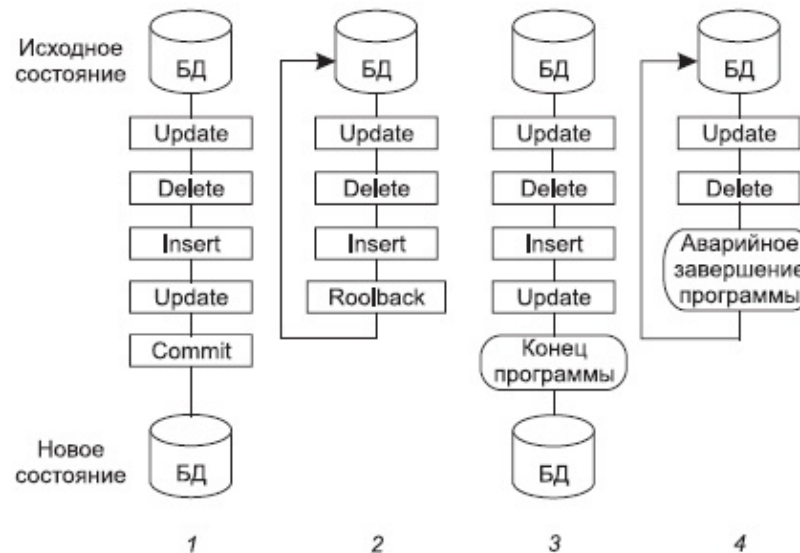 Исходное
состояние
БД
Update
Delete
Insert
Update
Commit
Новое
состояние
БД
1
БД
Update
Delete
Insert
Roolback
2
БД
Update
Delete
Insert
Update
Конец
программы
БД
3
БД
Update
Delete
Аварийное
завершение
программы
4